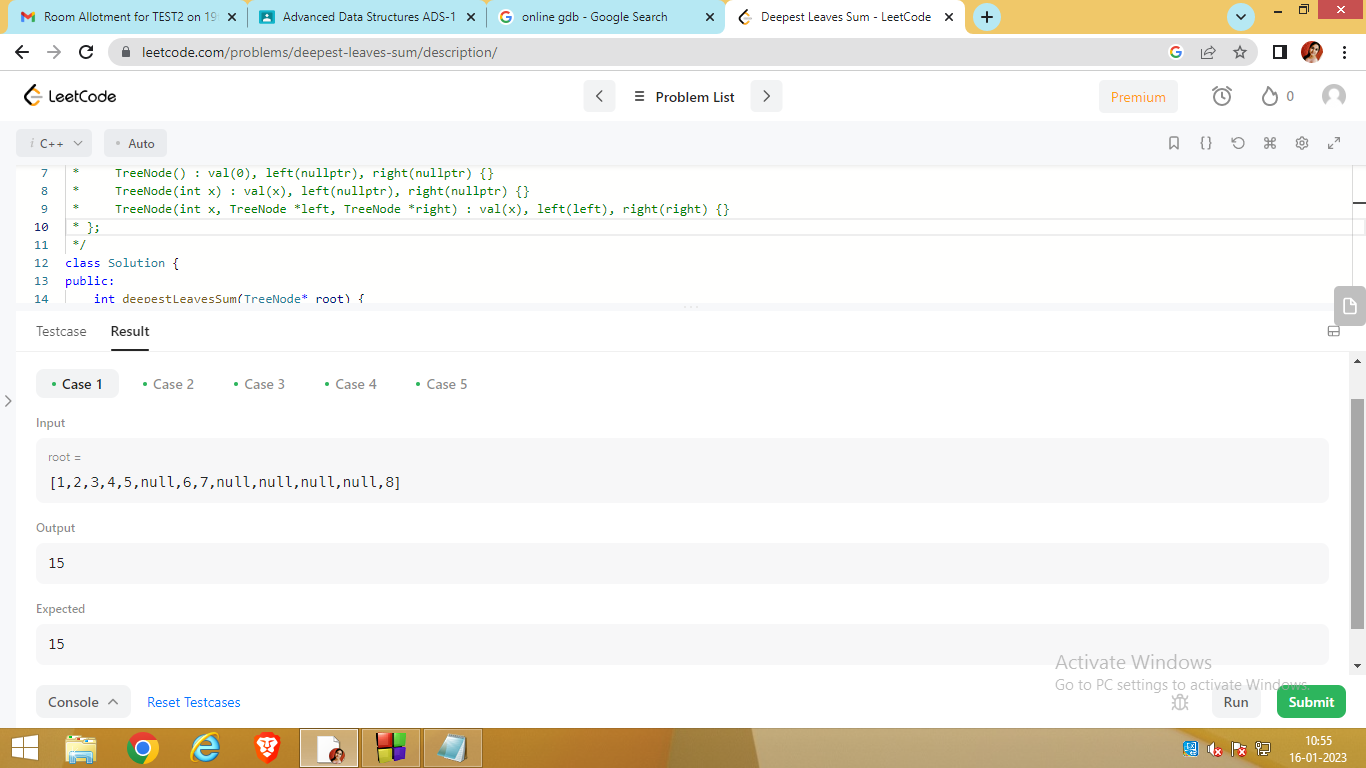 Room Allotment for TEST2 on 19
Advanced Data Structures ADS-1
online gdb - Google Search
Deepest Leaves Sum - LeetCode
leetcode.com/problems/deepest-leaves-sum/description/
LeetCode
Problem List
Premium
0
i C++
Auto
7 * TreeNode() : val(0), left(nullptr), right(nullptr) {}
8 * TreeNode(int x) : val(x), left(nullptr), right(nullptr) {}
9 * TreeNode(int x, TreeNode *left, TreeNode *right) : val(x), left(left), right(right) {}
10 * };
11 */
12 class Solution {
13 public:
14 int deepestLeavesSum(TreeNode* root) {
Testcase Result
Case 1 Case 2 Case 3 Case 4 Case 5
Input
root =
[1,2,3,4,5,null,6,7,null,null,null,null,8]
Output
15
Expected
15
Activate Windows
Go to PC settings to activate Windows.
Console Reset Testcases Run Submit
10:55
16-01-2023